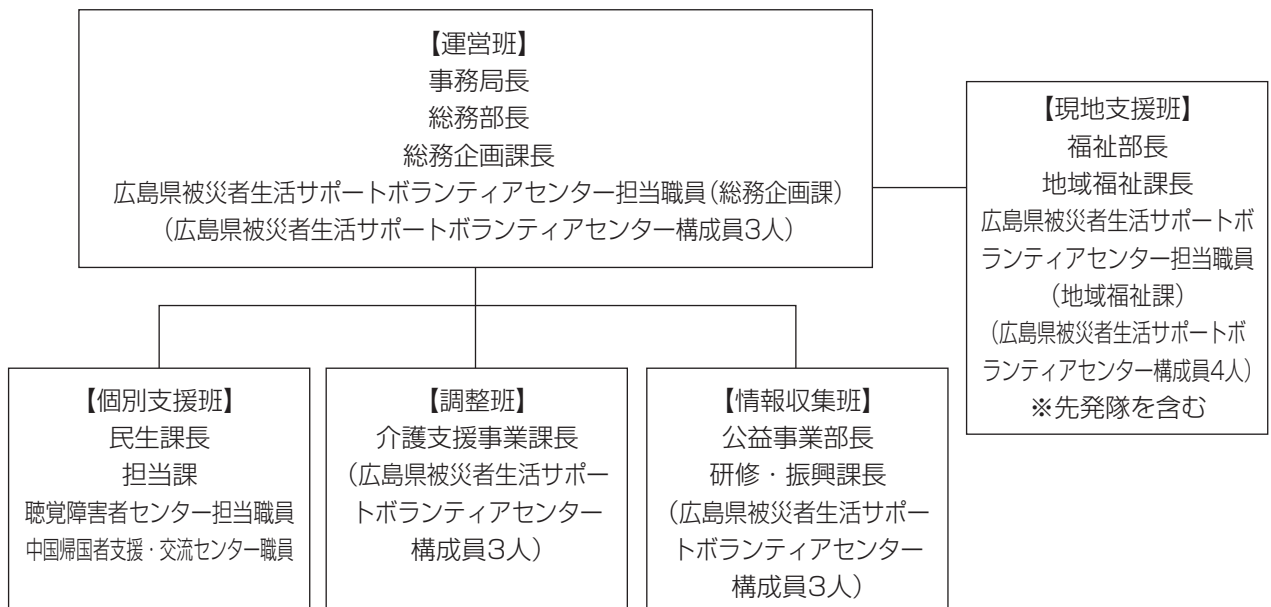 【運営班】
事務局長
総務部長
総務企画課長
広島県被災者生活サポートボランティアセンター担当職員(総務企画課)
(広島県被災者生活サポートボランティアセンター構成員3人)
【現地支援班】
福祉部長
地域福祉課長
広島県被災者生活サポートボ
ランティアセンター担当職員
(地域福祉課)
(広島県被災者生活サポートボ
ランティアセンター構成員4人)
※先発隊を含む
【個別支援班】
民生課長
担当課
聴覚障害者センター担当職員
中国帰国者支援・交流センター職員
【調整班】
介護支援事業課長
(広島県被災者生活サポー
トボランティアセンター
構成員3人)
【情報収集班】
公益事業部長
研修・振興課長
(広島県被災者生活サポー
トボランティアセンター
構成員3人)